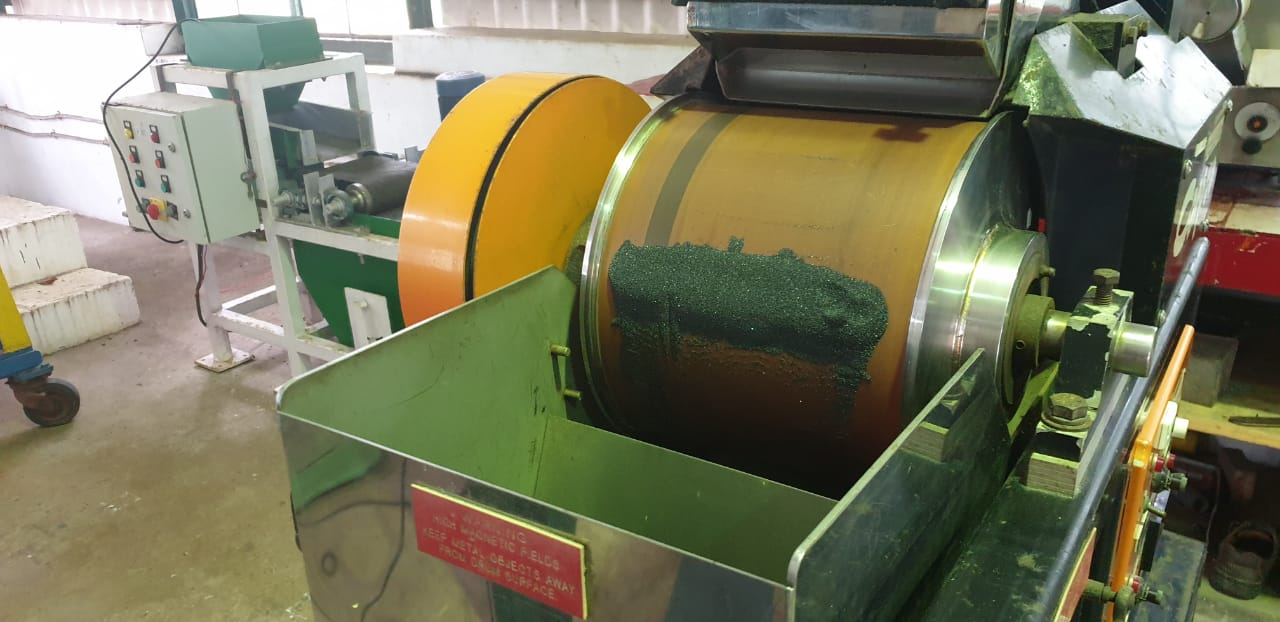 WARNING
HIGH MAGNETIC FIELDS
KEEP METAL OBJECTS AWAY
FROM DRUM SURFACE